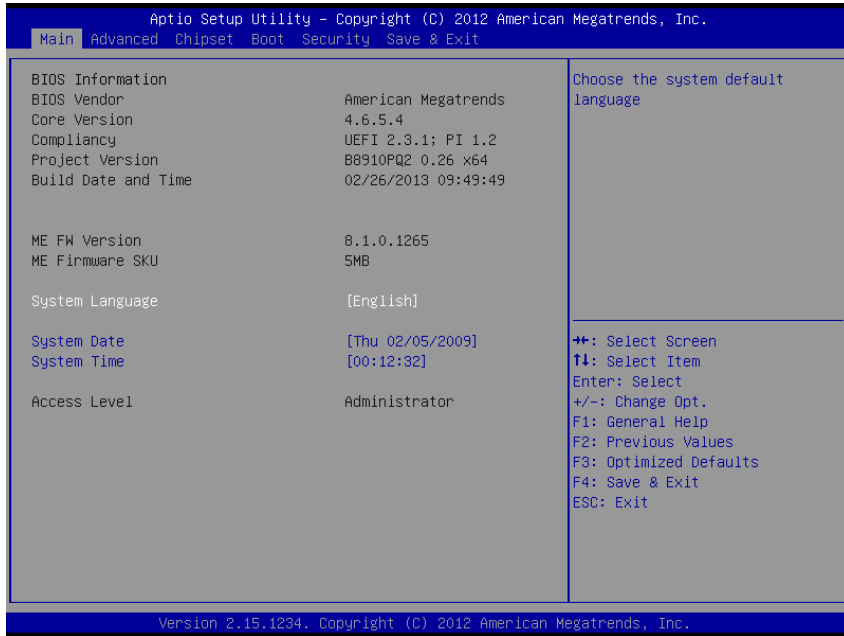 Aptio Setup Utility – Copyright (C) 2012 American Megatrends, Inc.
Main Advanced Chipset Boot Security Save & Exit
BIOS Information
BIOS Vendor American Megatrends
Core Version 4.6.5.4
Compliancy UEFI 2.3.1; PI 1.2
Project Version B8910PQ2 0.26 x64
Build Date and Time 02/26/2013 09:49:49
ME FW Version 8.1.0.1265
ME Firmware SKU 5MB
System Language [English]
System Date [Thu 02/05/2009]
System Time [00:12:32]
Access Level Administrator
Choose the system default
language
→←: Select Screen
↑↓: Select Item
Enter: Select
+/-: Change Opt.
F1: General Help
F2: Previous Values
F3: Optimized Defaults
F4: Save & Exit
ESC: Exit
Version 2.15.1234. Copyright (C) 2012 American Megatrends, Inc.